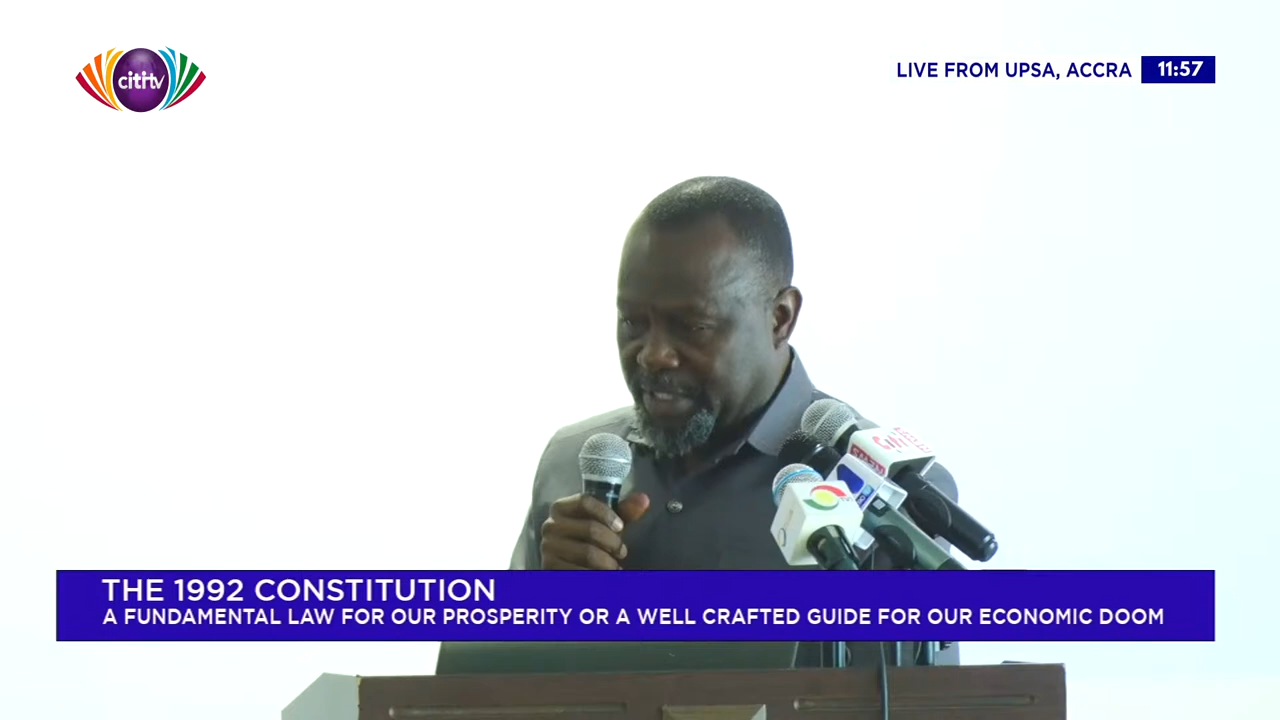 citi tv
LIVE FROM UPSA, ACCRA 11:57
THE 1992 CONSTITUTION
A FUNDAMENTAL LAW FOR OUR PROSPERITY OR A WELL CRAFTED GUIDE FOR OUR ECONOMIC DOOM